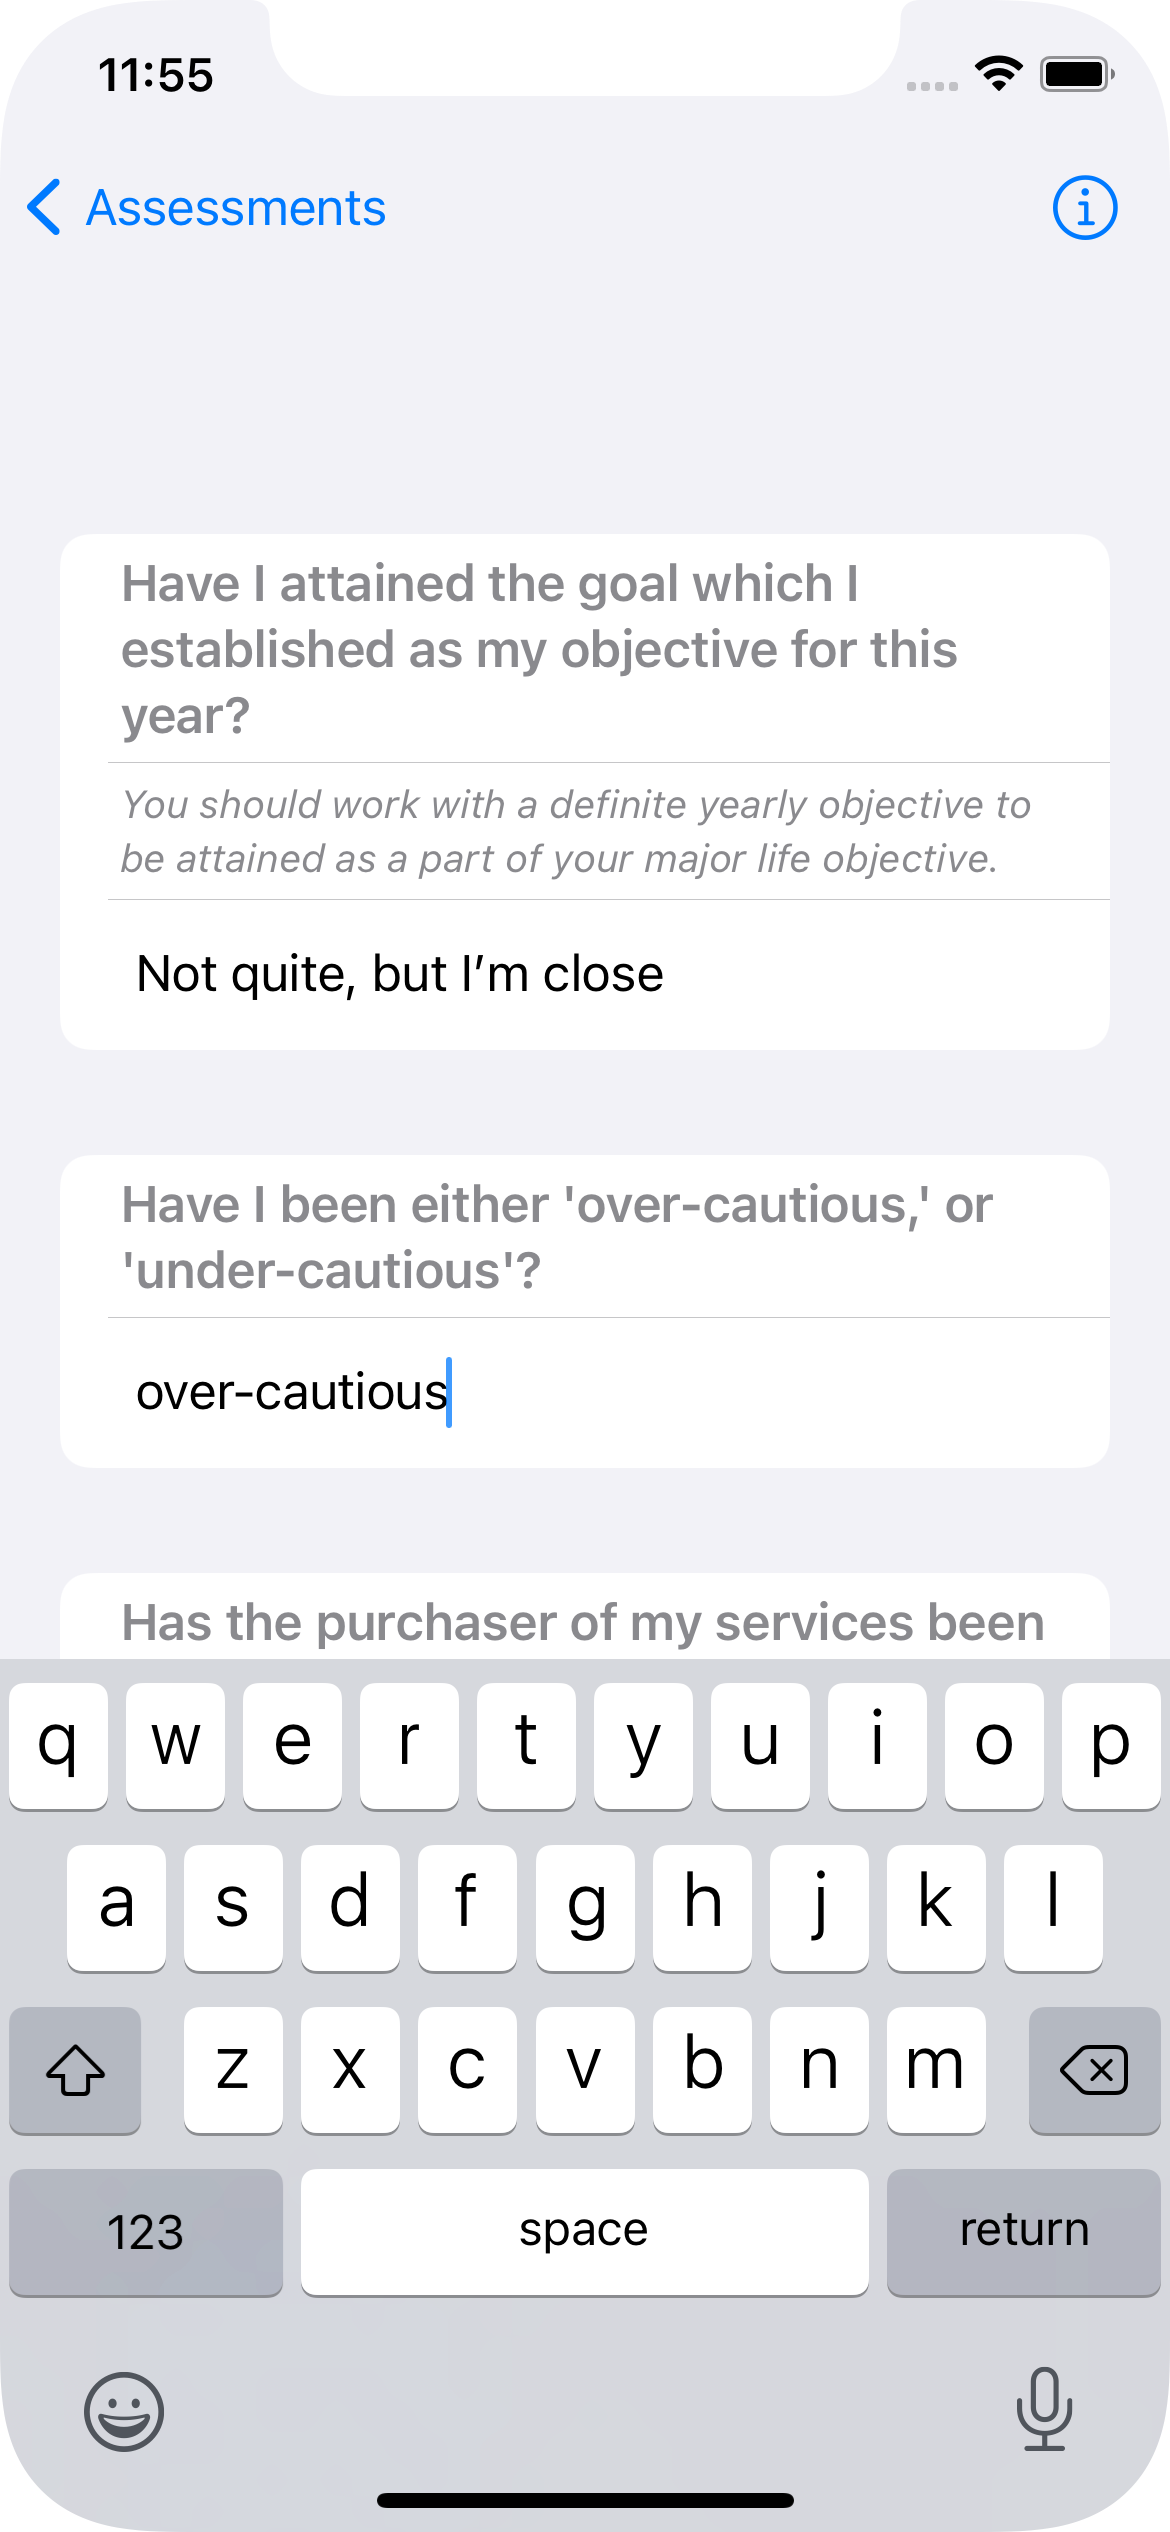 11:55
Assessments
Have I attained the goal which I
established as my objective for this
year?
You should work with a definite yearly objective to
be attained as a part of your major life objective.
Not quite, but I’m close
Have I been either 'over-cautious,' or
'under-cautious'?
over-cautious
Has the purchaser of my services been
q w e r t y u i o p
a s d f g h j k l
z x c v b n m
123 space return